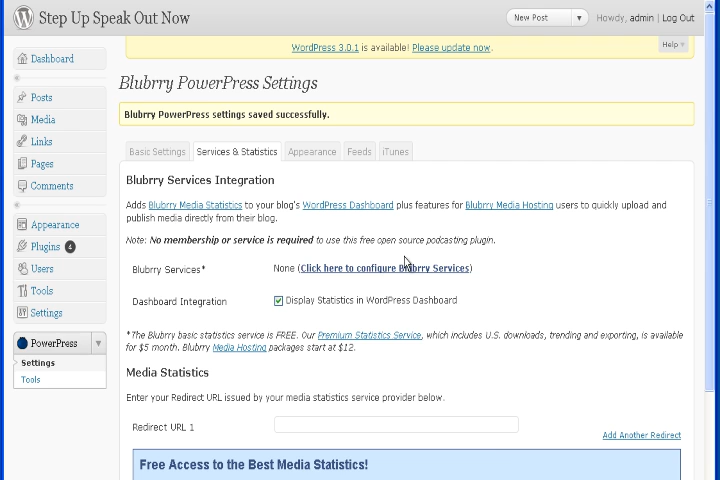 Step Up Speak Out Now
New Post
Howdy, admin | Log Out
WordPress 3.0.1 is available! Please update now.
Help
Dashboard
Blubrry PowerPress Settings
Posts
Blubrry PowerPress settings saved successfully.
Media
Links
Basic Settings Services & Statistics Appearance Feeds iTunes
Pages
Blubrry Services Integration
Comments
Adds Blubrry Media Statistics to your blog's WordPress Dashboard plus features for Blubrry Media Hosting users to quickly upload and
publish media directly from their blog.
Appearance
Note: No membership or service is required to use this free open source podcasting plugin.
Plugins 4
Users
Blubrry Services* None (Click here to configure Blubrry Services)
Tools
Dashboard Integration Display Statistics in WordPress Dashboard
Settings
*The Blubrry basic statistics service is FREE. Our Premium Statistics Service, which includes U.S. downloads, trending and exporting, is available
for $5 month. Blubrry Media Hosting packages start at $12.
PowerPress
Settings
Media Statistics
Tools
Enter your Redirect URL issued by your media statistics service provider below.
Redirect URL 1
Add Another Redirect
Free Access to the Best Media Statistics!